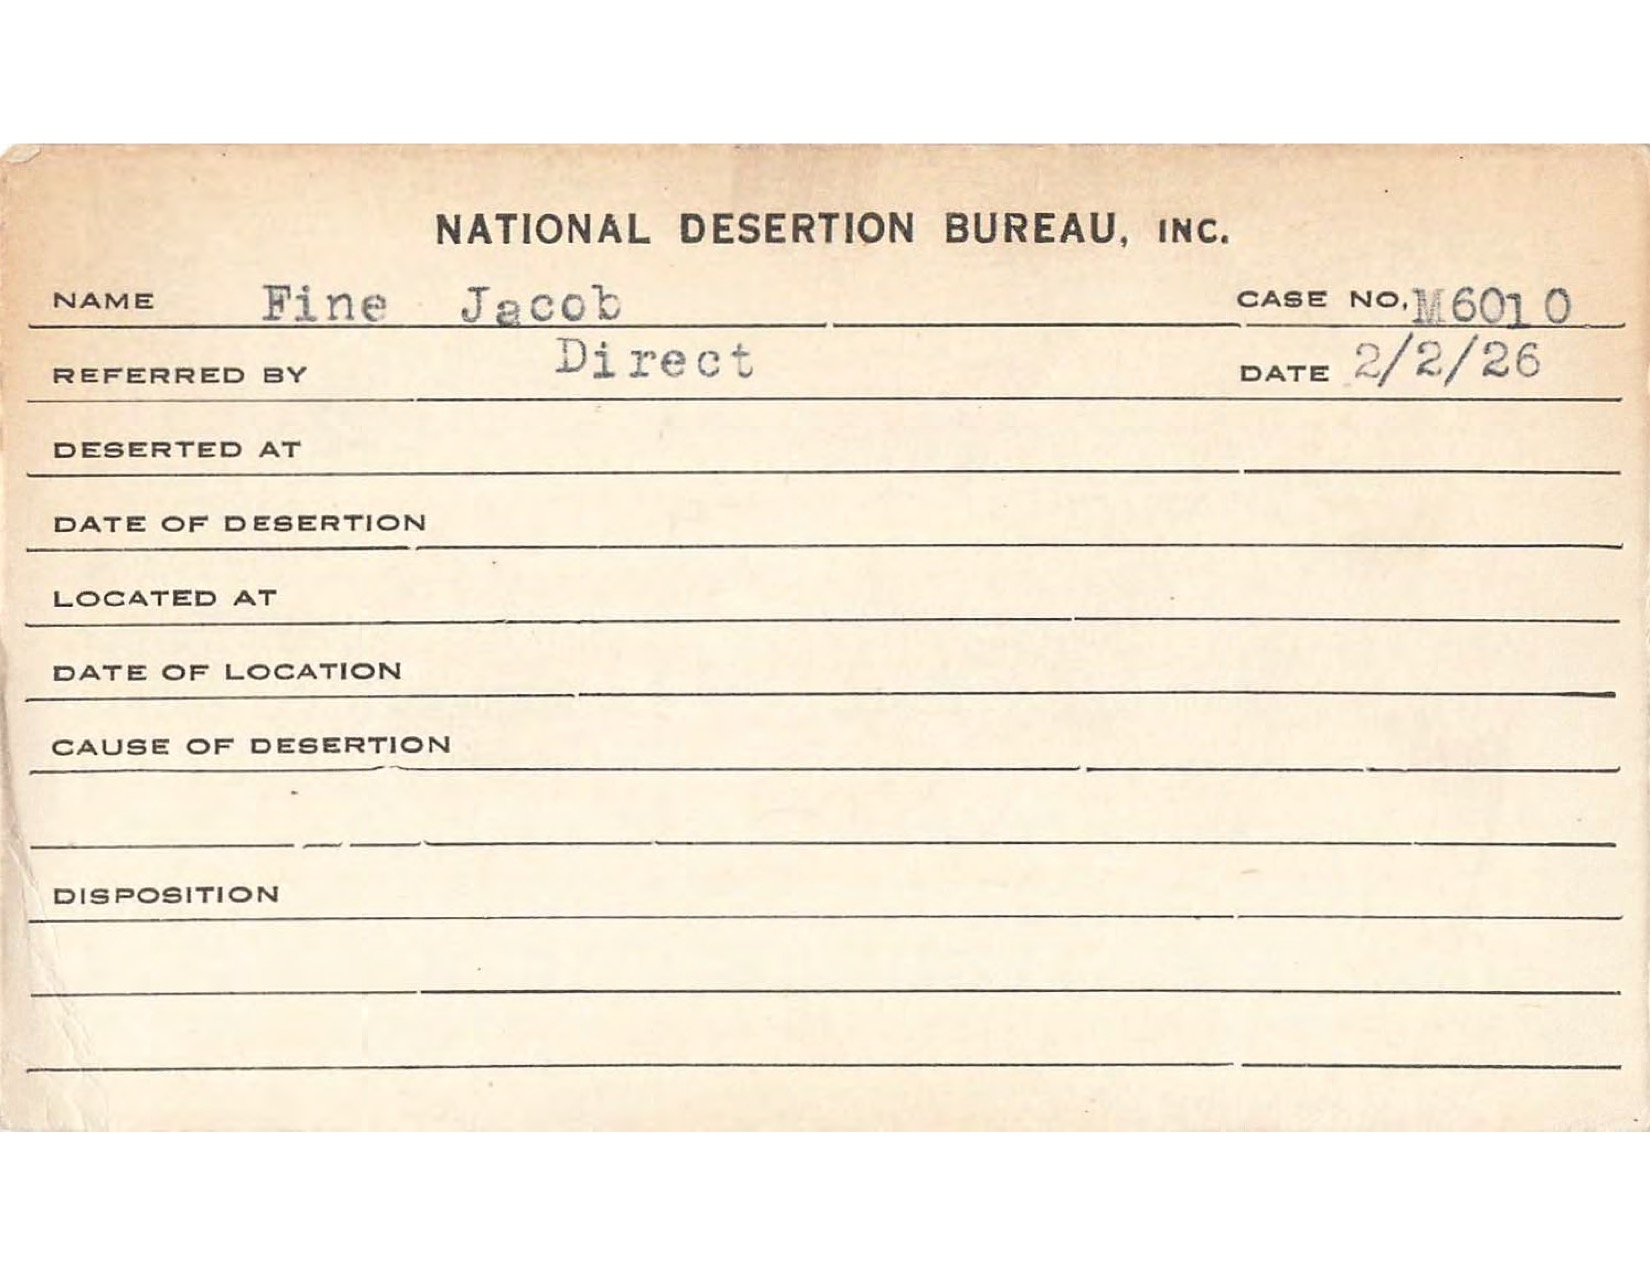 NATIONAL DESERTION BUREAU, INC.
NAME Fine Jacob CASE NO. M6010
REFERRED BY Direct DATE 2/2/26
DESERTED AT
DATE OF DESERTION
LOCATED AT
DATE OF LOCATION
CAUSE OF DESERTION
DISPOSITION